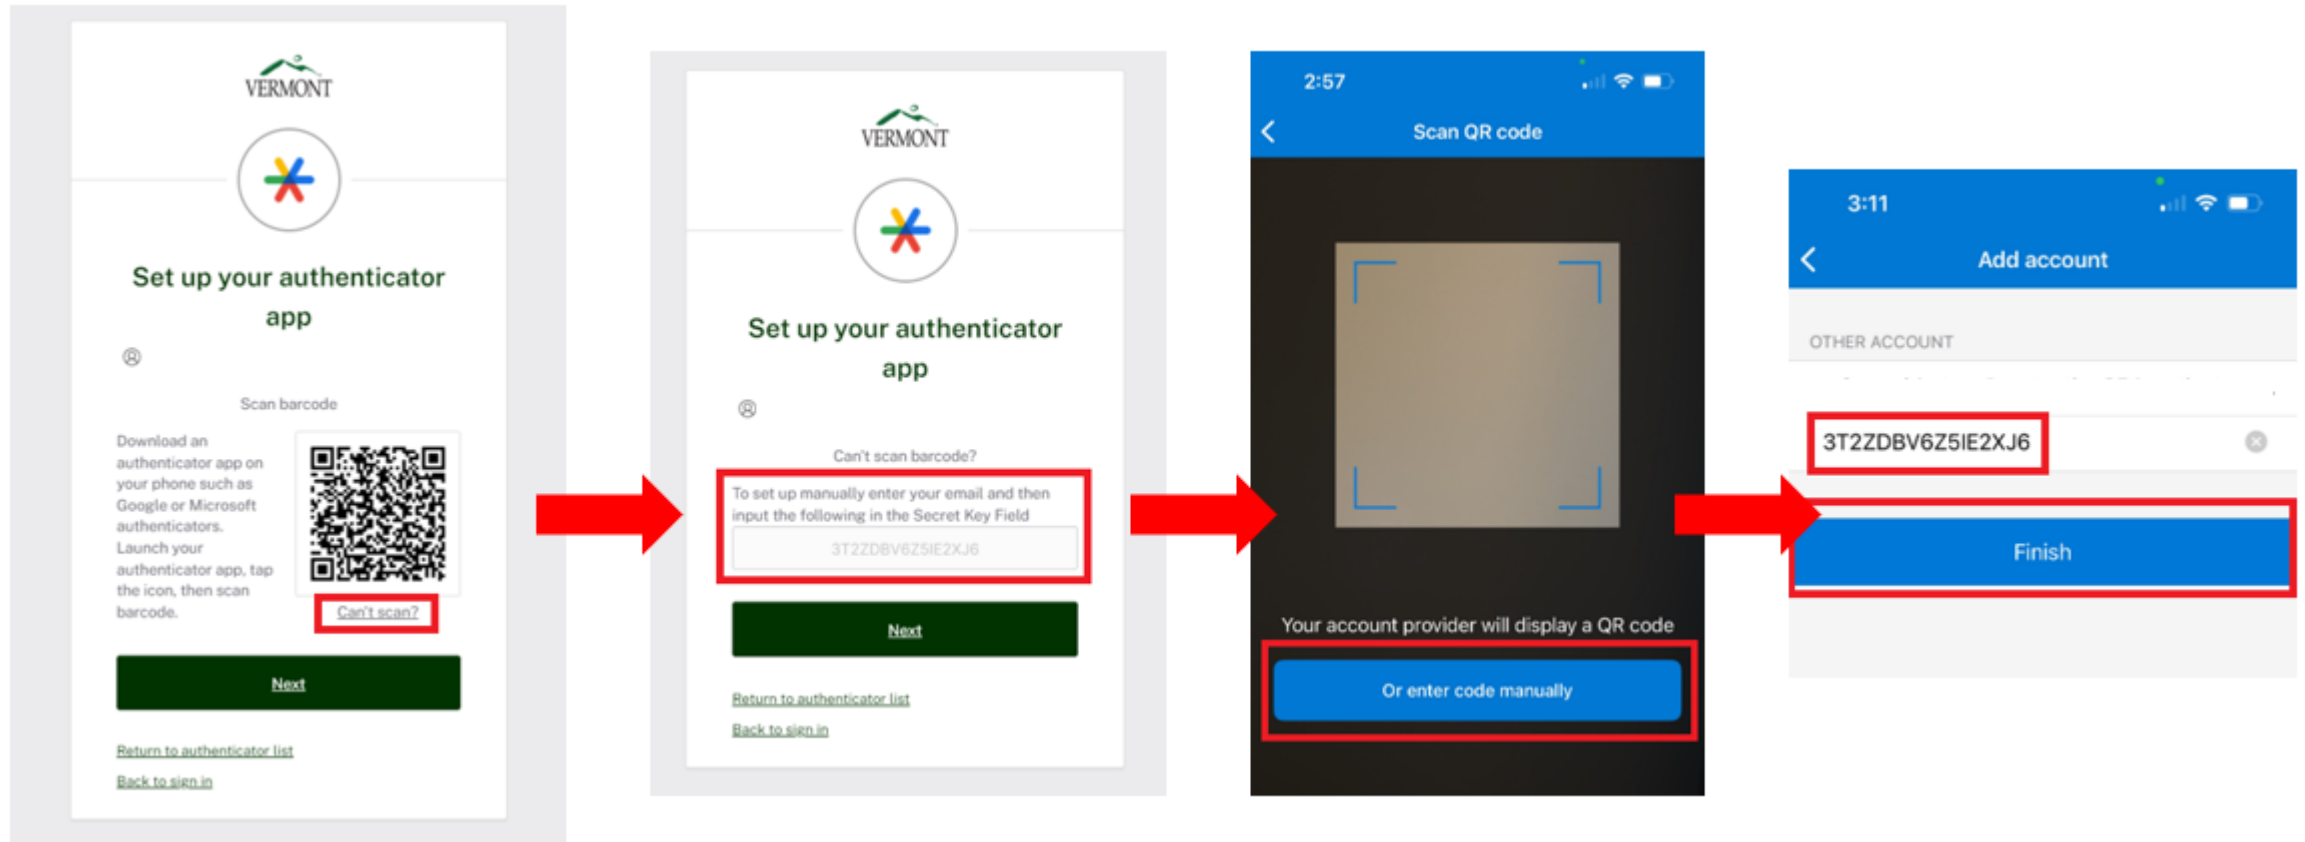 VERMONT
Set up your authenticator
app
Scan barcode
Download an
authenticator app on
your phone such as
Google or Microsoft
authenticators.
Launch your
authenticator app, tap
the icon, then scan
barcode.
Can't scan?
Next
Return to authenticator list
Back to sign in
VERMONT
Set up your authenticator
app
Can't scan barcode?
To set up manually enter your email and then
input the following in the Secret Key Field
3T2ZDBV6Z5IE2XJ6
Next
Return to authenticator list
Back to sign in
2:57
Scan QR code
Your account provider will display a QR code
Or enter code manually
3:11
Add account
OTHER ACCOUNT
3T2ZDBV6Z5IE2XJ6
Finish